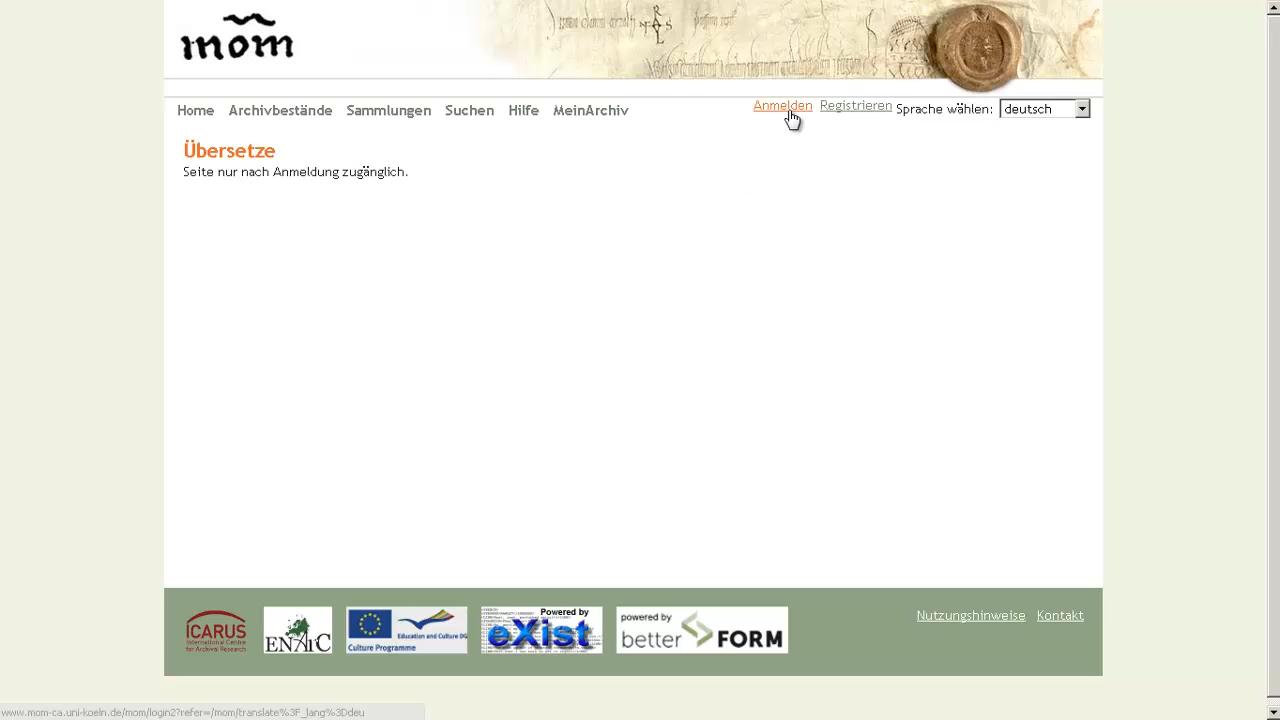 mom
Home Archivbestände Sammlungen Suchen Hilfe MeinArchiv
Anmelden Registrieren Sprache wählen: deutsch
Übersetze
Seite nur nach Anmeldung zugänglich.
ICARUS
International Centre
for Archival Research
ENArC
Education and Culture DG
Culture Programme
Powered by
eXist
powered by
better FORM
Nutzungshinweise Kontakt
www.mom-ca.uni-koeln.de/mom/login2?refer=/mom/translate%3F_lang%3Ddeu